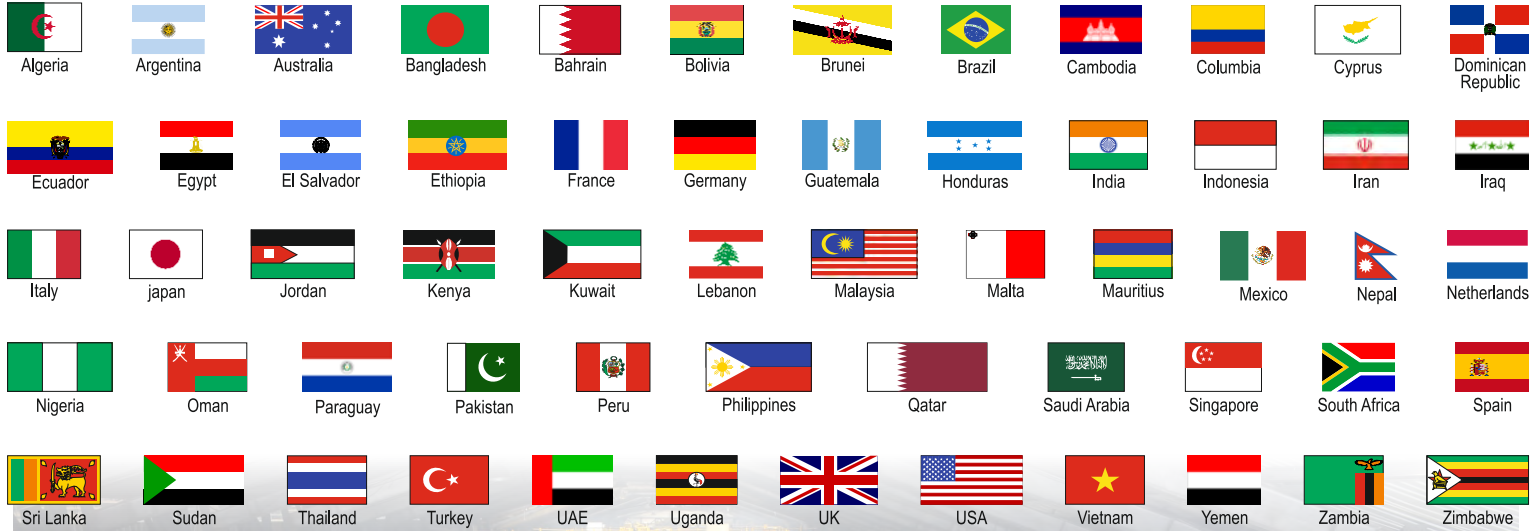 Algeria
Argentina
Australia
Bangladesh
Bahrain
Bolivia
Brunei
Brazil
Cambodia
Columbia
Cyprus
Dominican
Republic
Ecuador
Egypt
El Salvador
Ethiopia
France
Germany
Guatemala
Honduras
India
Indonesia
Iran
Iraq
Italy
japan
Jordan
Kenya
Kuwait
Lebanon
Malaysia
Malta
Mauritius
Mexico
Nepal
Netherlands
Nigeria
Oman
Paraguay
Pakistan
Peru
Philippines
Qatar
Saudi Arabia
Singapore
South Africa
Spain
Sri Lanka
Sudan
Thailand
Turkey
UAE
Uganda
UK
USA
Vietnam
Yemen
Zambia
Zimbabwe